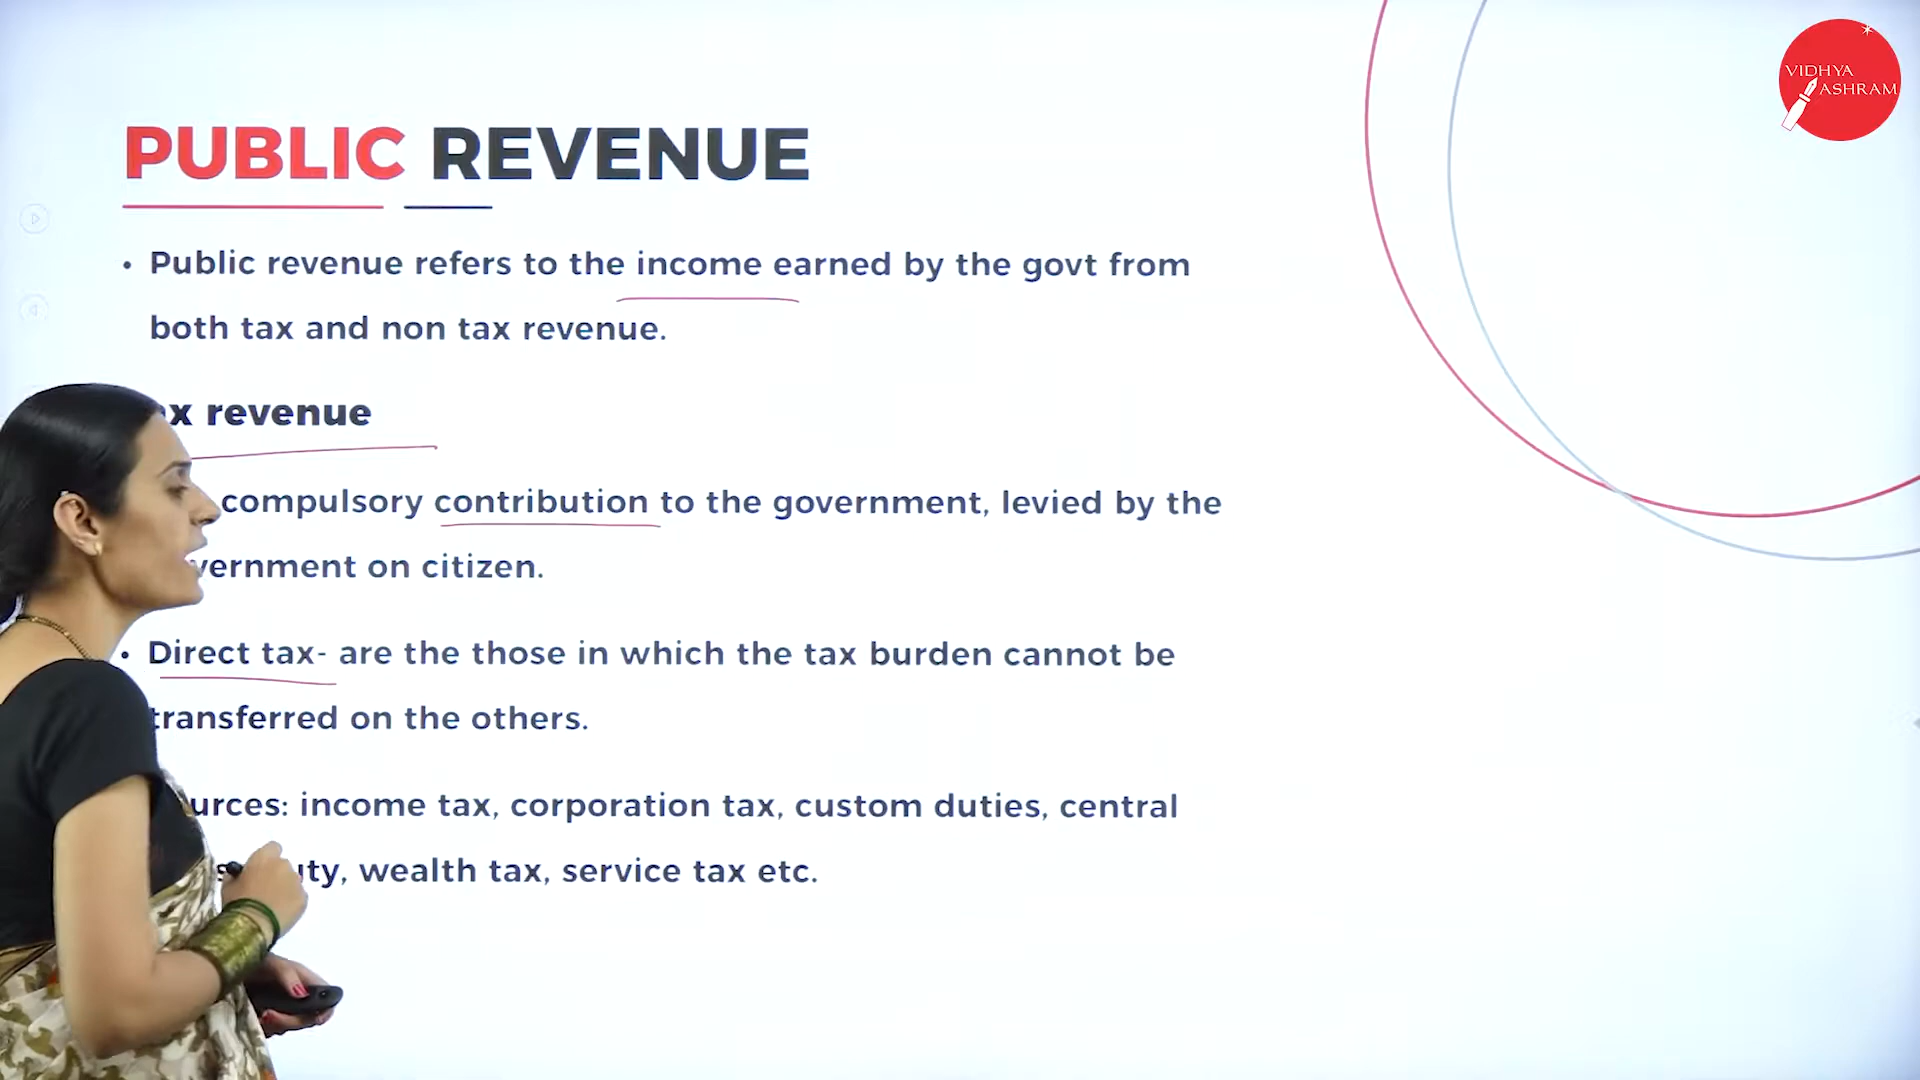 VIDHYA
ASHRAM
PUBLIC REVENUE
• Public revenue refers to the income earned by the govt from
both tax and non tax revenue.
revenue
compulsory contribution to the government, levied by the
on citizen.
• Direct tax- are the those in which the tax burden cannot be
transferred on the others.
income tax, corporation tax, custom duties, central
wealth tax, service tax etc.